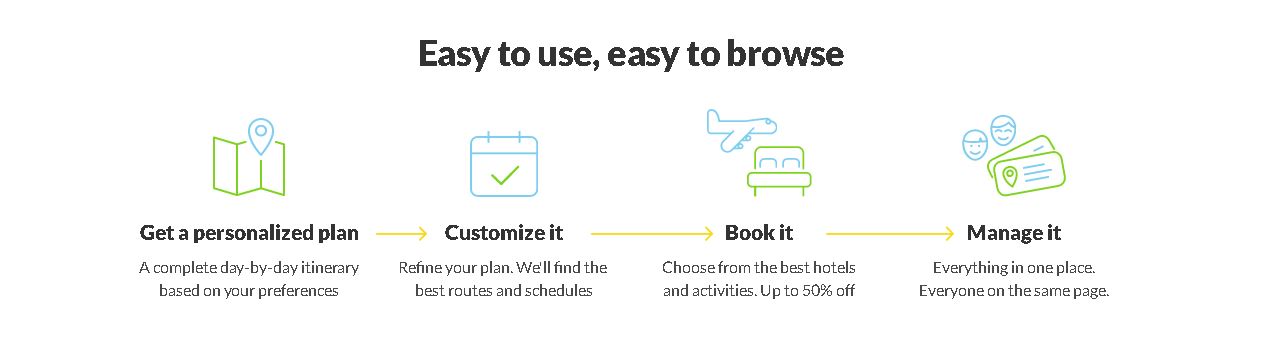 Easy to use, easy to browse
Get a personalized plan
A complete day-by-day itinerary
based on your preferences
Customize it
Refine your plan. We'll find the
best routes and schedules
Book it
Choose from the best hotels
and activities. Up to 50% off
Manage it
Everything in one place.
Everyone on the same page.